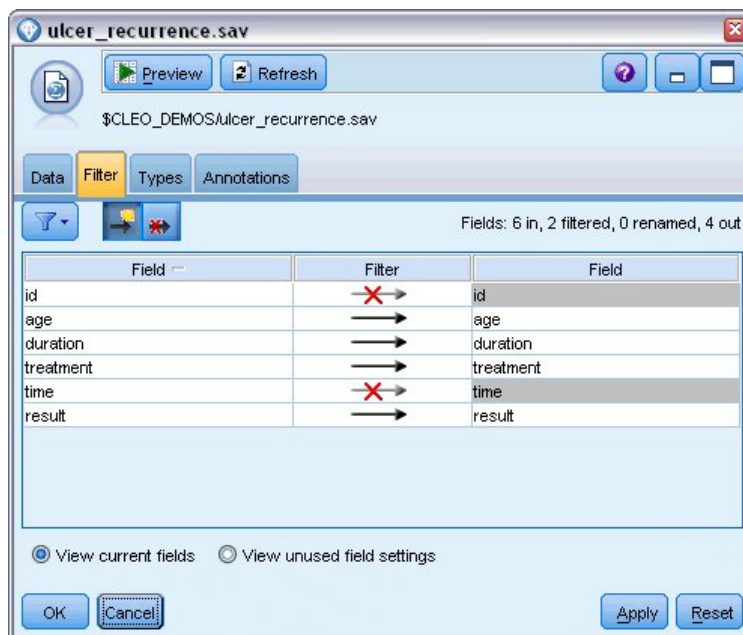 ulcer_recurrence.sav
Preview Refresh
$CLEO_DEMOS/ulcer_recurrence.sav
Data Filter Types Annotations
Fields: 6 in, 2 filtered, 0 renamed, 4 out
Field Filter Field
id id
age age
duration duration
treatment treatment
time time
result result
View current fields View unused field settings
OK Cancel Apply Reset